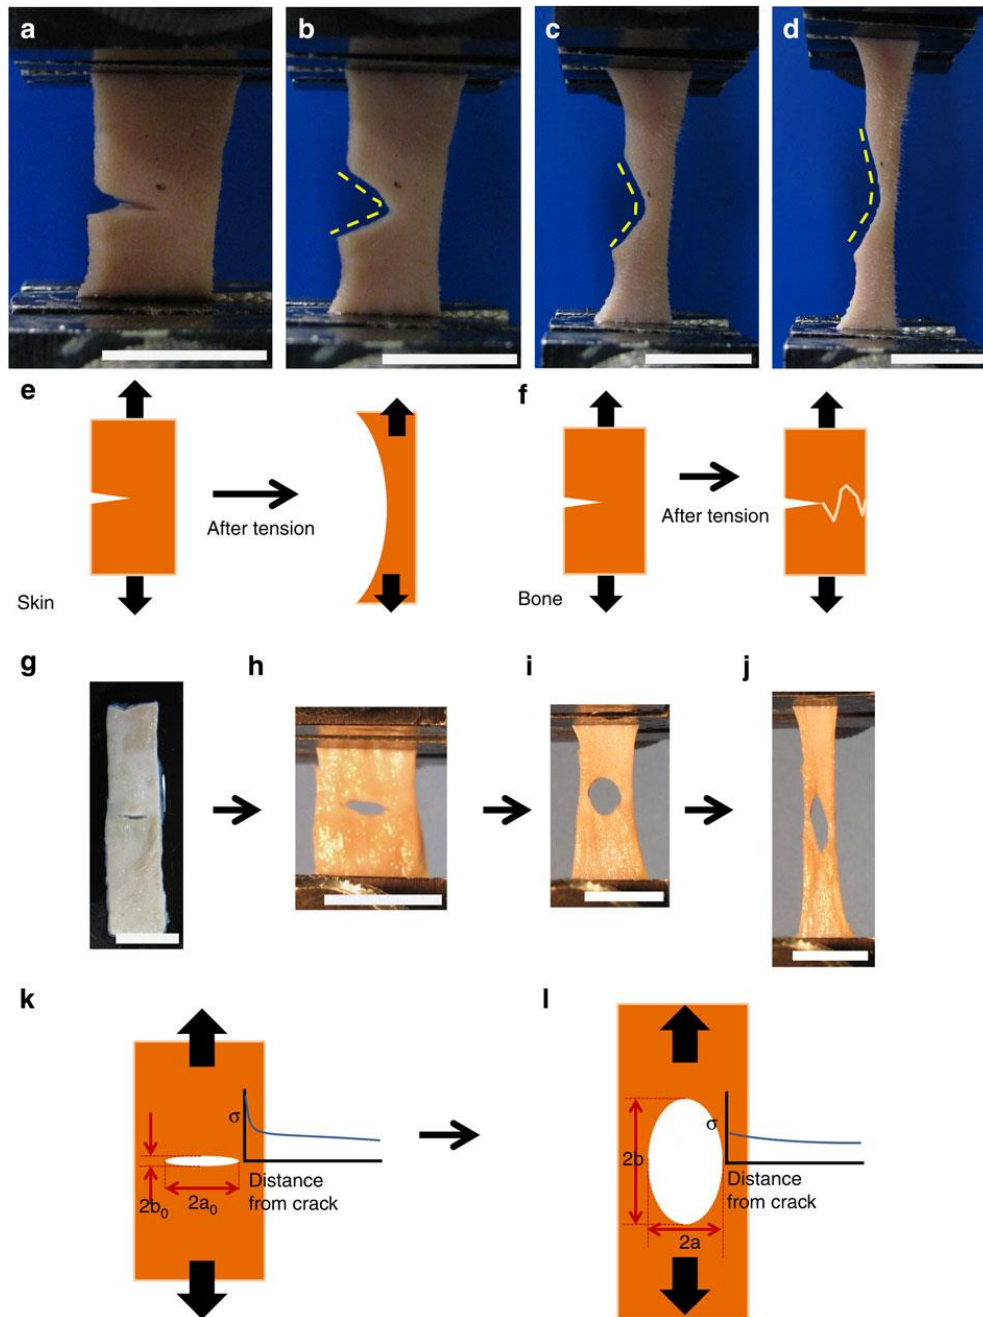 a b c d
e f
After tension
After tension
Skin
Bone
g h i j
k l
σ
Distance
from crack
2b₀
2a₀
σ
2b
Distance
from crack
2a